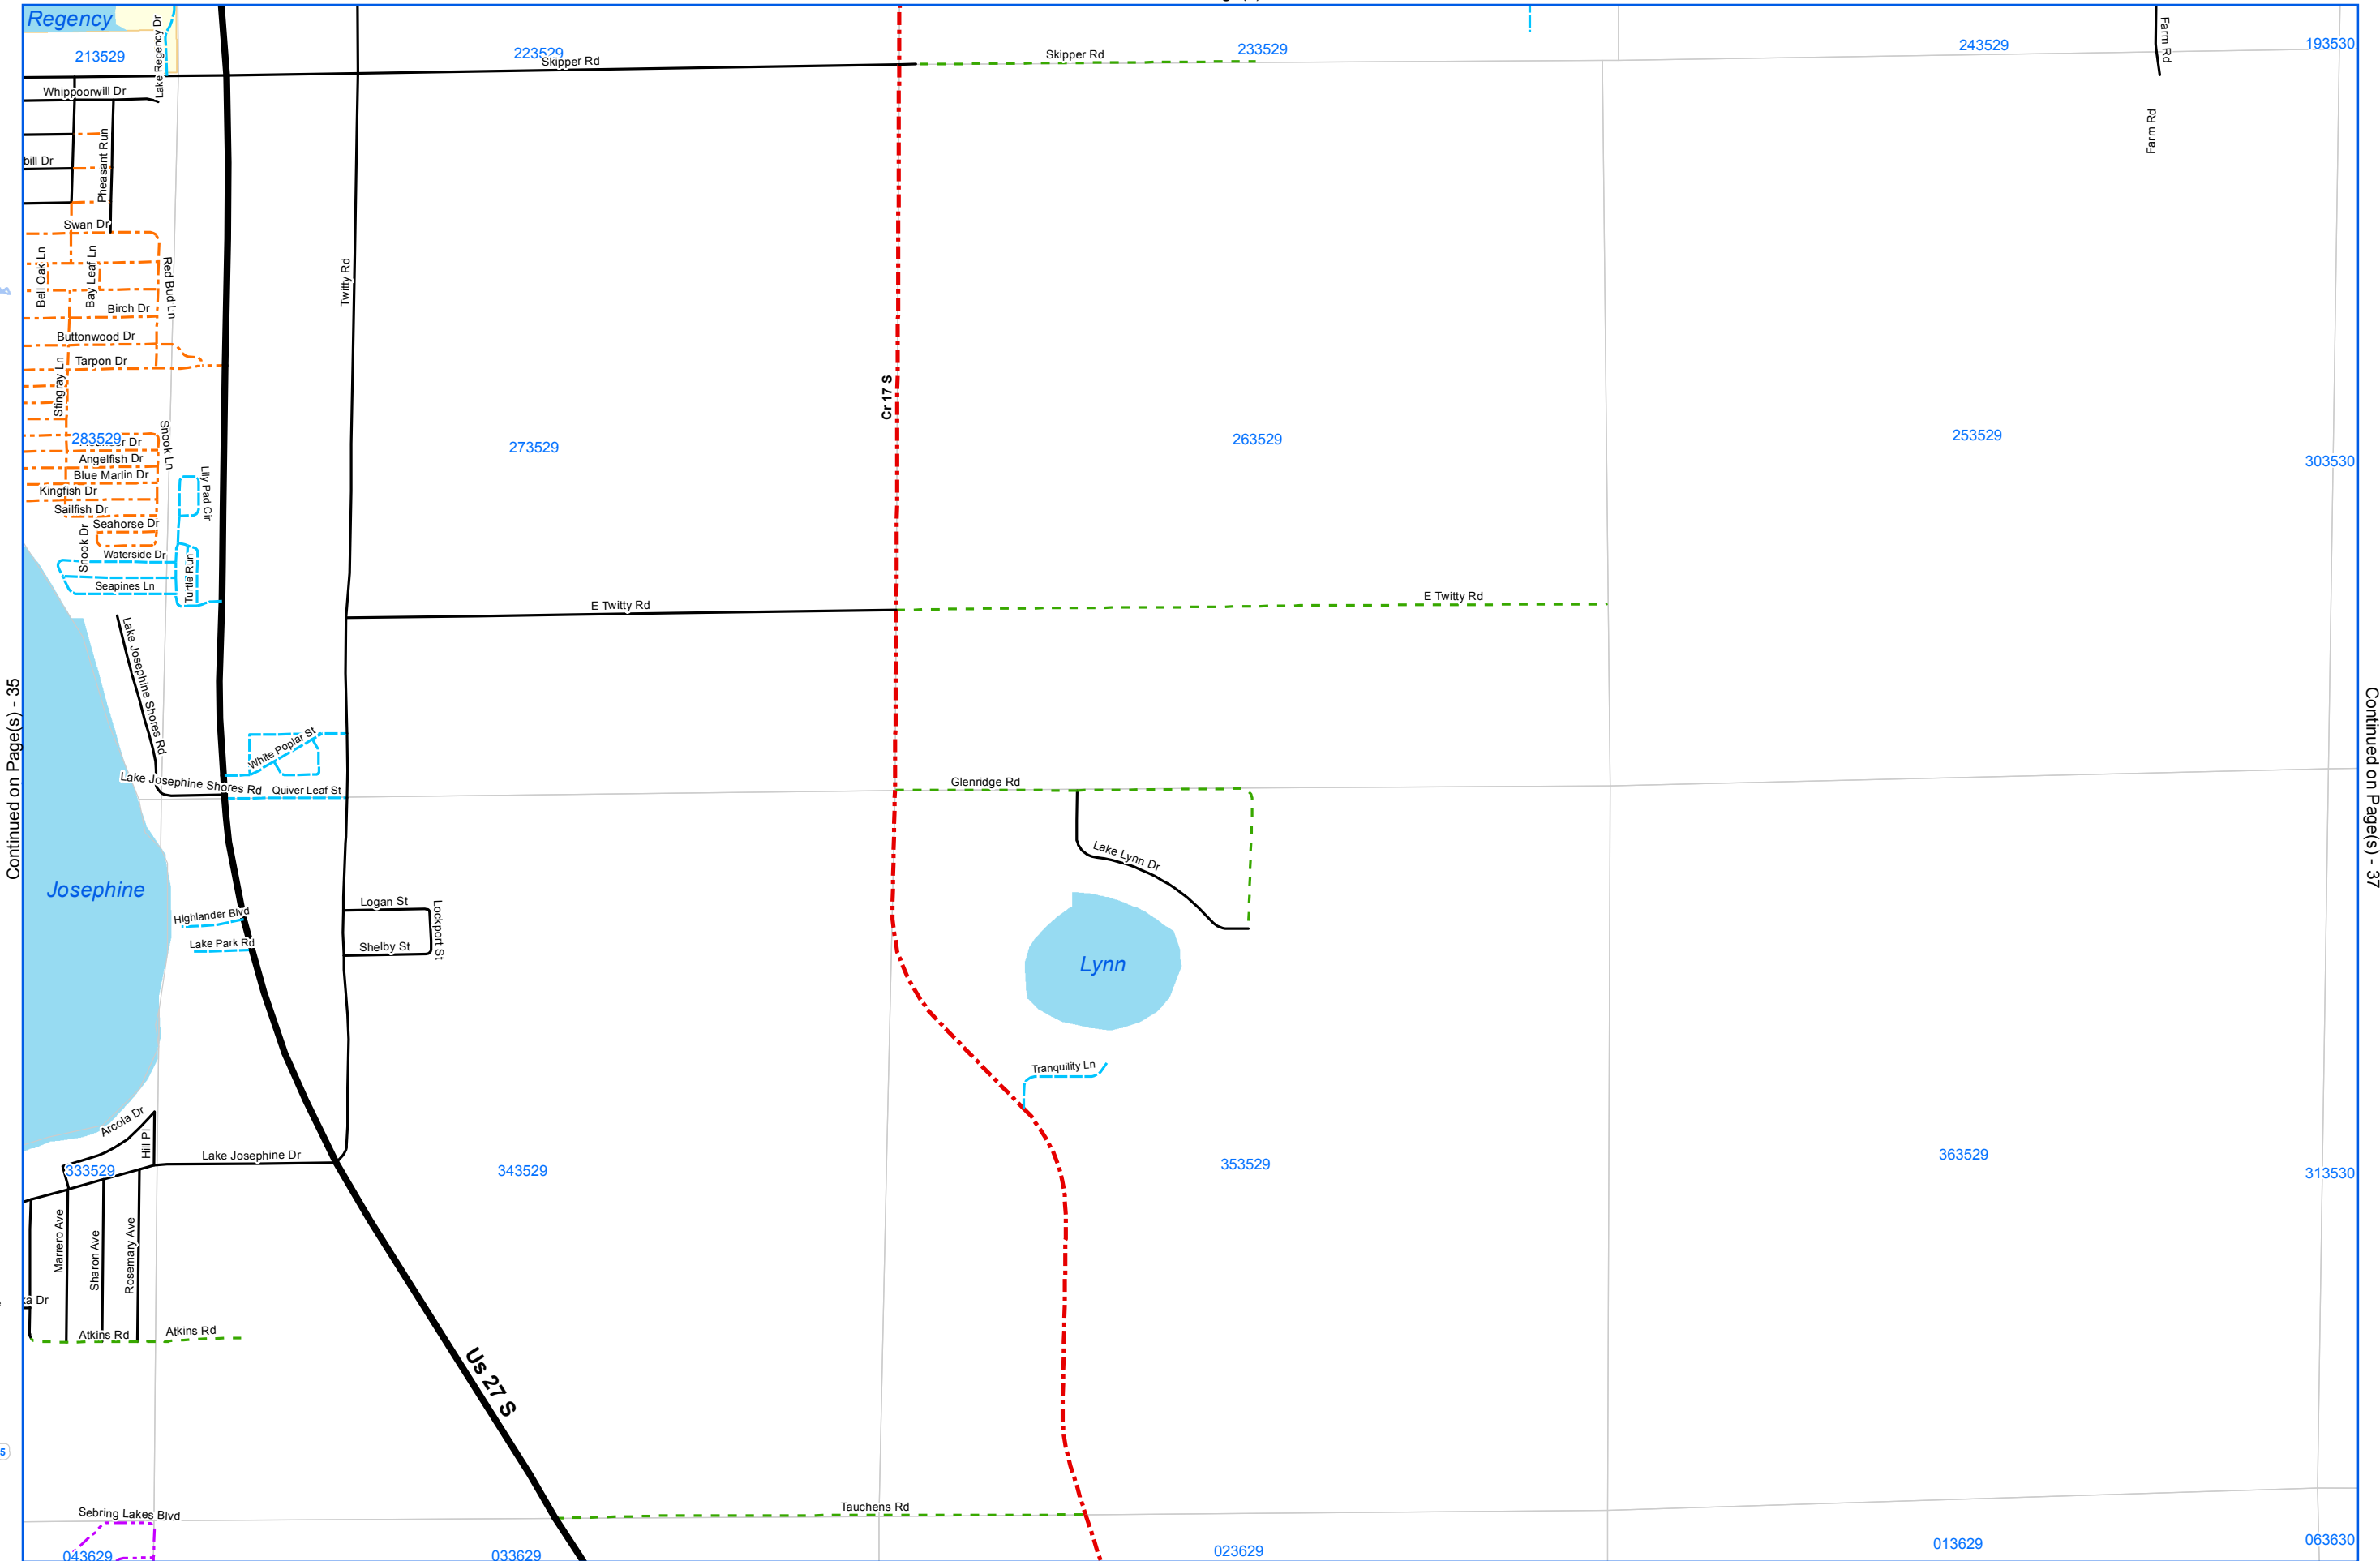 Regency
Lake Regency Dr
213529
223529
Skipper Rd
Skipper Rd
233529
243529
Farm Rd
193530
Whippoorwill Dr
Farm Rd
Pheasant Run
bill Dr
Swan Dr
Bell Oak Ln
Bay Leaf Ln
Red Bud Ln
Twitty Rd
Birch Dr
Buttonwood Dr
Tarpon Dr
Stingray Ln
Cr 17 S
Snook Ln
283529
Dr
273529
263529
253529
303530
Angelfish Dr
Blue Marlin Dr
Lily Pad Cir
Kingfish Dr
Sailfish Dr
Seahorse Dr
Snook Dr
Waterside Dr
Turtle Run
Seapines Ln
E Twitty Rd
E Twitty Rd
Lake Josephine Shores Rd
Continued on Page(s) - 35
Continued on Page(s) - 37
White Poplar St
Lake Josephine Shores Rd
Quiver Leaf St
Glenridge Rd
Lake Lynn Dr
Josephine
Highlander Blvd
Logan St
Lockport St
Lake Park Rd
Shelby St
Lynn
Tranquility Ln
Arcola Dr
Hill Pl
Lake Josephine Dr
333529
343529
353529
363529
313530
Marrero Ave
Sharon Ave
Rosemary Ave
ka Dr
Atkins Rd
Atkins Rd
Us 27 S
5
Sebring Lakes Blvd
Tauchens Rd
043629
033629
023629
013629
063630